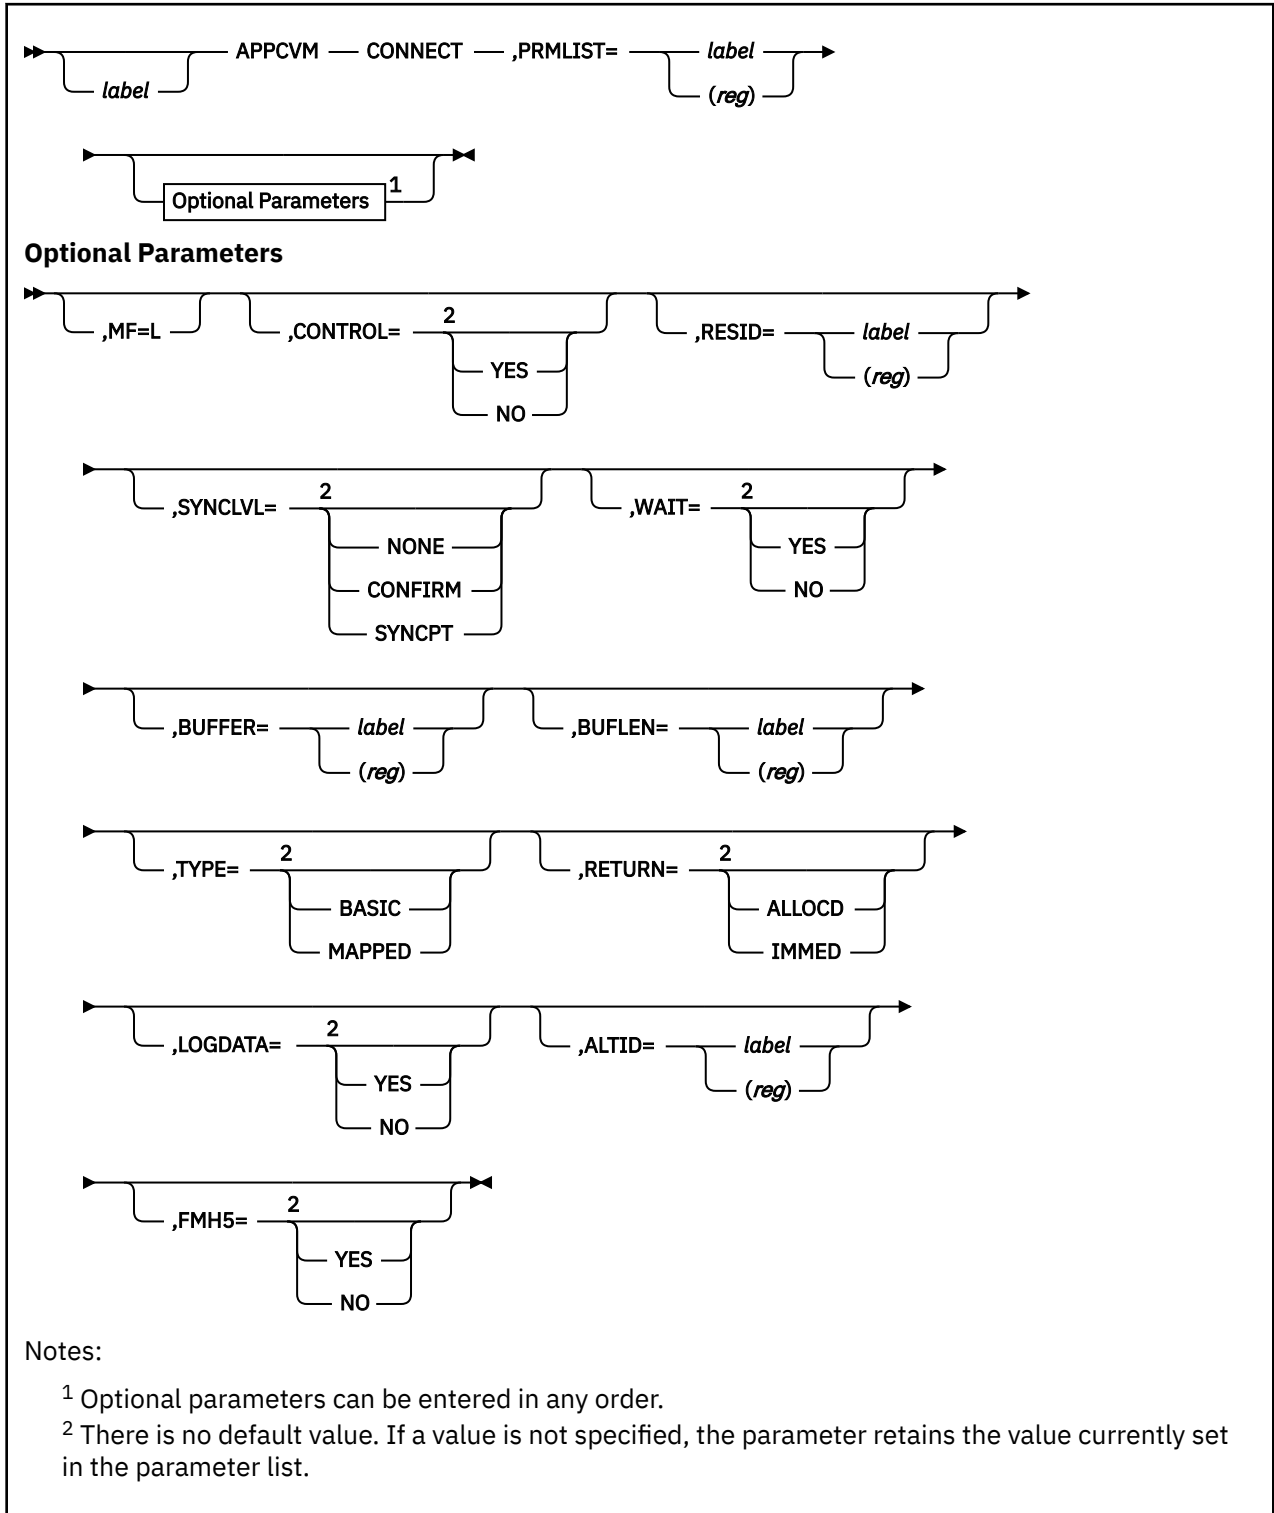 APPCVM CONNECT ,PRMLIST= label
label (reg)
Optional Parameters 1
Optional Parameters
,MF=L ,CONTROL= 2 ,RESID= label
YES (reg)
NO
,SYNCLVL= 2 ,WAIT= 2
NONE YES
CONFIRM NO
SYNCPT
,BUFFER= label ,BUFLEN= label
(reg) (reg)
,TYPE= 2 ,RETURN= 2
BASIC ALLOCD
MAPPED IMMED
,LOGDATA= 2 ,ALTID= label
YES (reg)
NO
,FMH5= 2
YES
NO
Notes:
1 Optional parameters can be entered in any order.
2 There is no default value. If a value is not specified, the parameter retains the value currently set
in the parameter list.